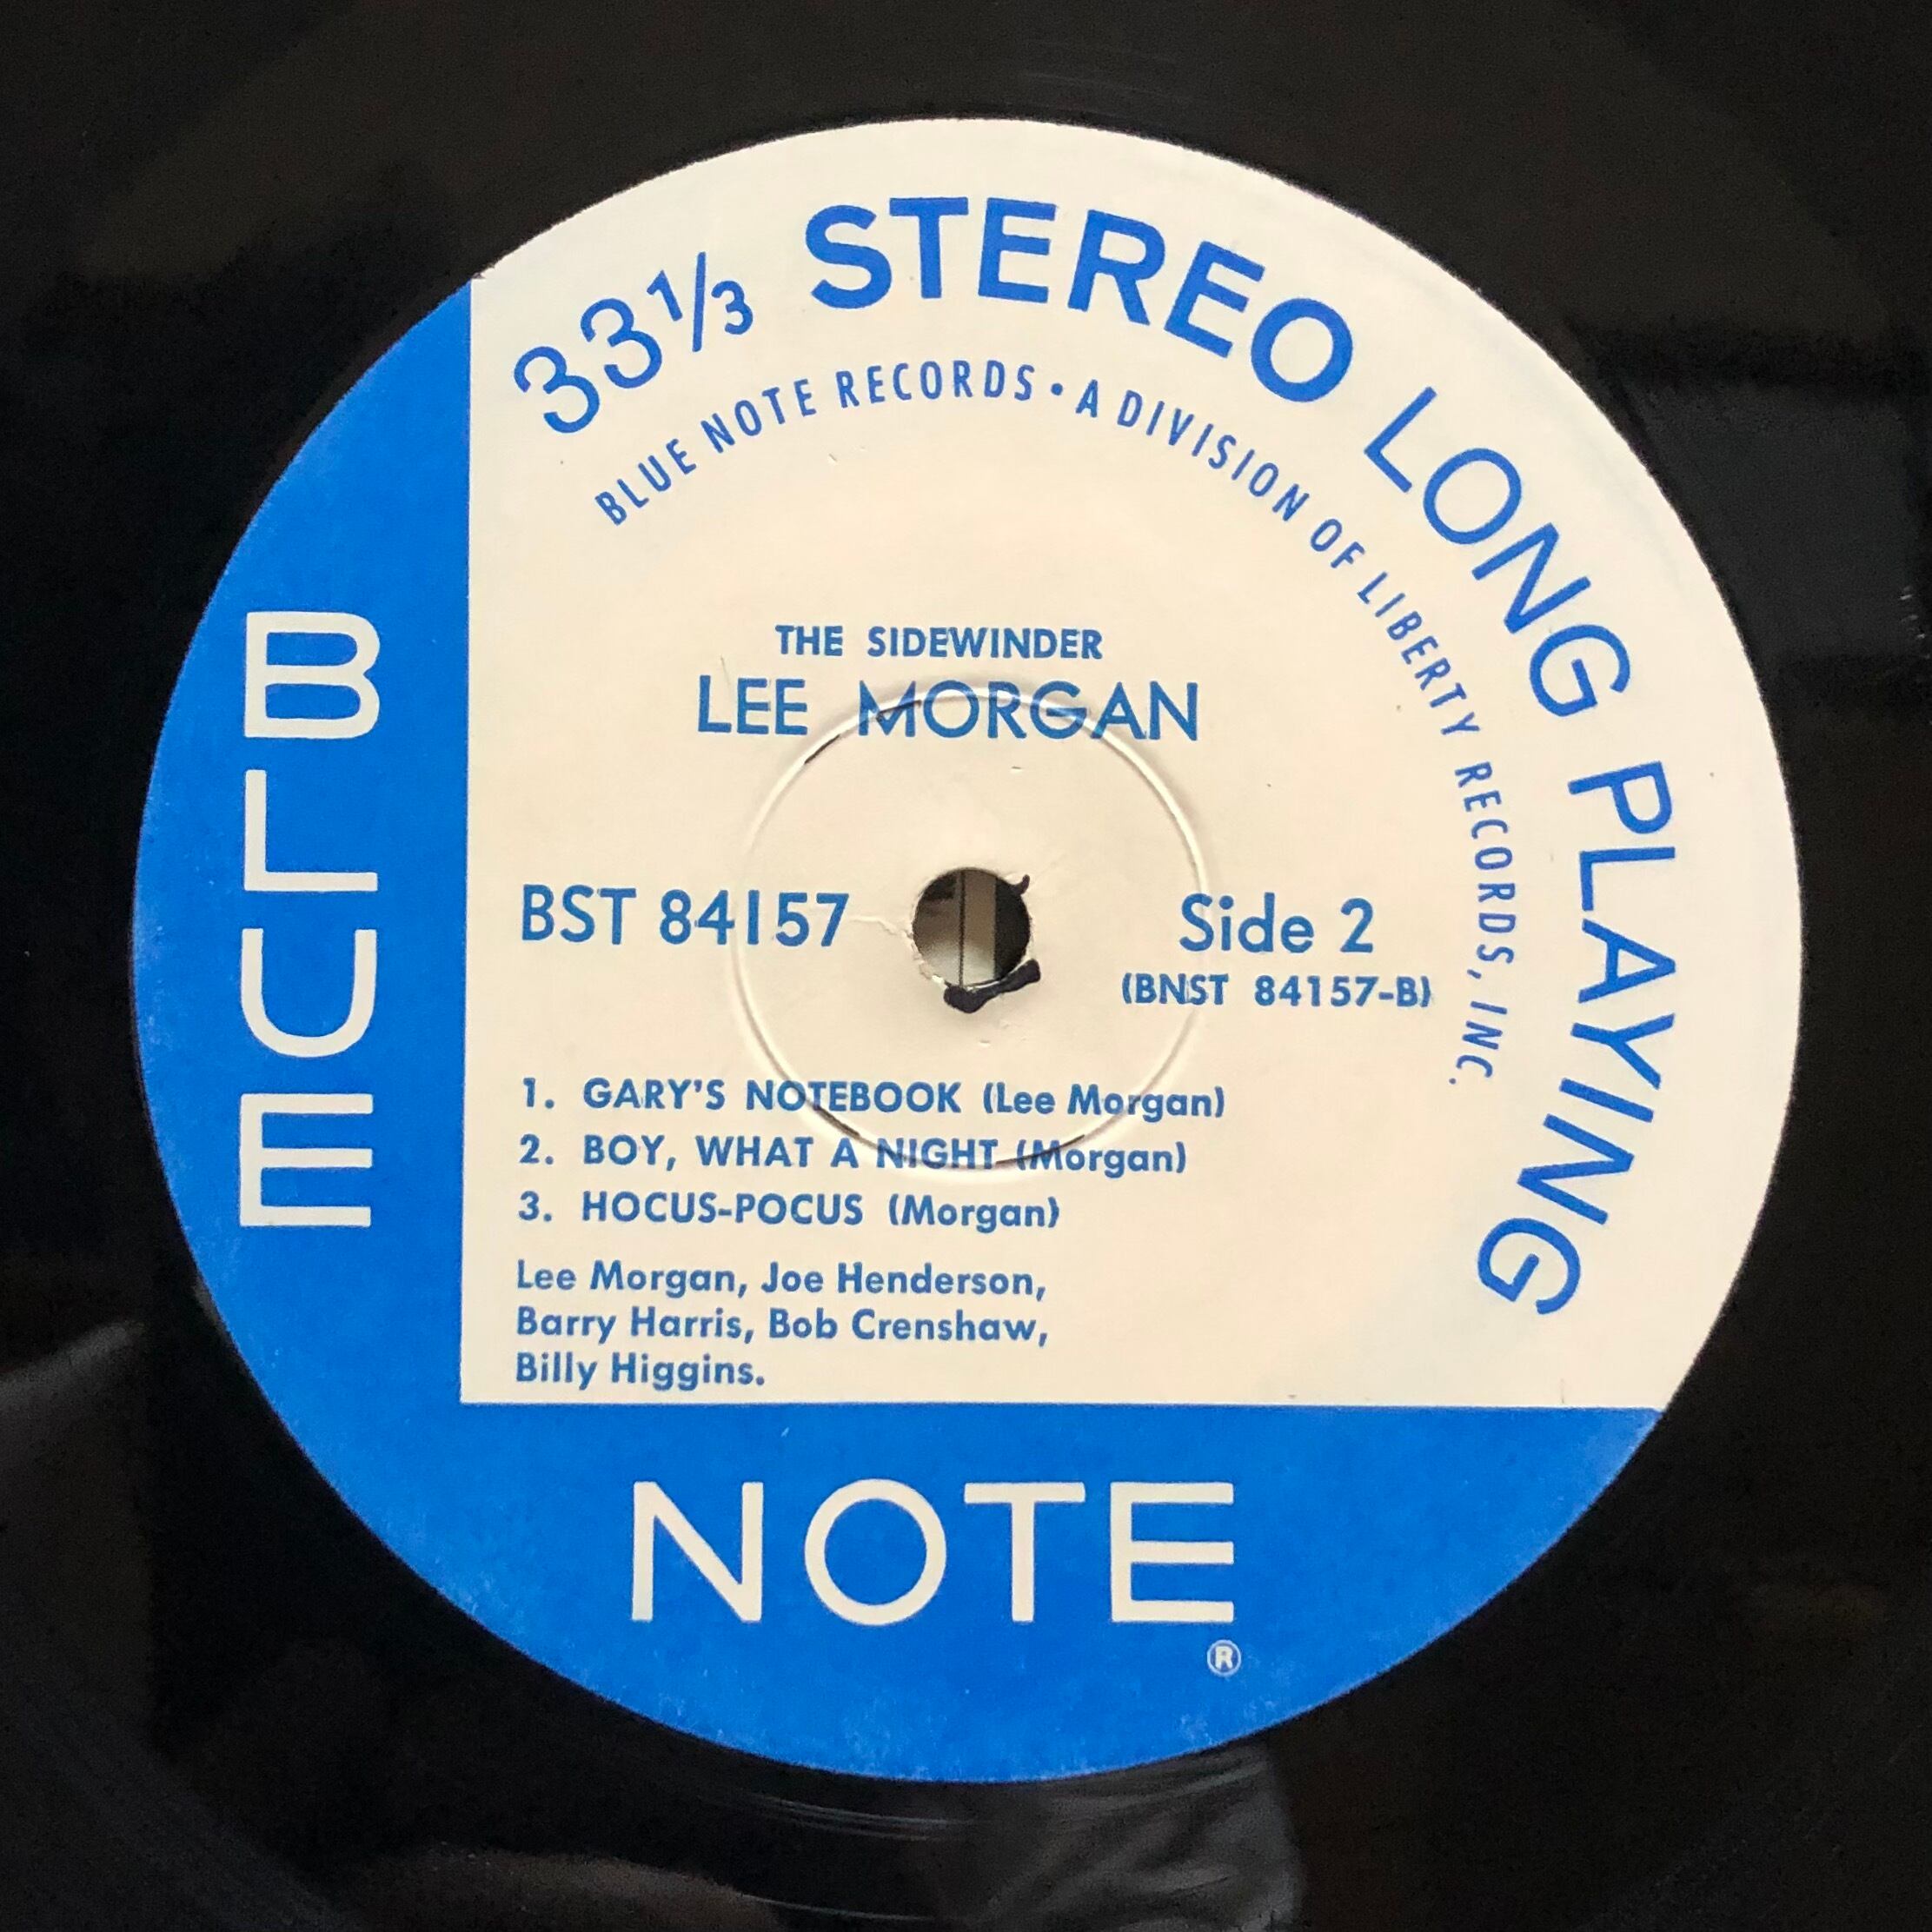 33⅓ STEREO LONG PLAYING
BLUE NOTE RECORDS • A DIVISION OF LIBERTY RECORDS, INC.
THE SIDEWINDER
LEE MORGAN
BST 84157
Side 2
(BNST 84157-B)
1. GARY'S NOTEBOOK (Lee Morgan)
2. BOY, WHAT A NIGHT (Morgan)
3. HOCUS-POCUS (Morgan)
Lee Morgan, Joe Henderson,
Barry Harris, Bob Crenshaw,
Billy Higgins.
BLUE
NOTE
®